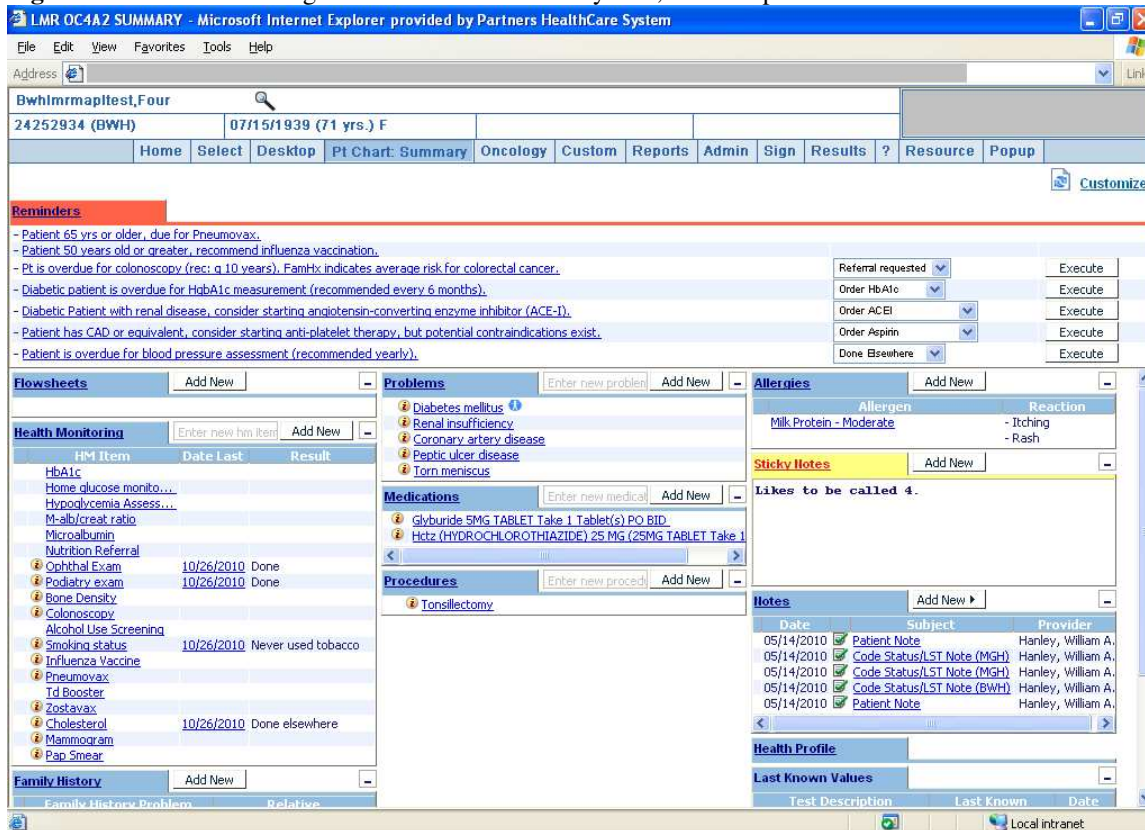 LMR OC4A2 SUMMARY - Microsoft Internet Explorer provided by Partners HealthCare System
File Edit View Favorites Tools Help
Address
Bwhlmrmapltest,Four
24252934 (BWH) 07/15/1939 (71 yrs.) F
Home Select Desktop Pt Chart: Summary Oncology Custom Reports Admin Sign Results ? Resource Popup
Customize
Reminders
- Patient 65 yrs or older, due for Pneumovax.
- Patient 50 years old or greater, recommend influenza vaccination.
- Pt is overdue for colonoscopy (rec: q 10 years). FamHx indicates average risk for colorectal cancer. Referral requested Execute
- Diabetic patient is overdue for HgbA1c measurement (recommended every 6 months). Order HbA1c Execute
- Diabetic Patient with renal disease, consider starting angiotensin-converting enzyme inhibitor (ACE-I). Order ACEI Execute
- Patient has CAD or equivalent, consider starting anti-platelet therapy, but potential contraindications exist. Order Aspirin Execute
- Patient is overdue for blood pressure assessment (recommended yearly). Done Elsewhere Execute
Flowsheets Add New
Health Monitoring Enter new hm item Add New
HM Item Date Last Result
HbA1c
Home glucose monito...
Hypoglycemia Assess...
M-alb/creat ratio
Microalbumin
Nutrition Referral
Ophthal Exam 10/26/2010 Done
Podiatry exam 10/26/2010 Done
Bone Density
Colonoscopy
Alcohol Use Screening
Smoking status 10/26/2010 Never used tobacco
Influenza Vaccine
Pneumovax
Td Booster
Zostavax
Cholesterol 10/26/2010 Done elsewhere
Mammogram
Pap Smear
Family History Add New
Family History Problem Relative
Problems Enter new problem Add New
Diabetes mellitus
Renal insufficiency
Coronary artery disease
Peptic ulcer disease
Torn meniscus
Medications Enter new medical Add New
Glyburide 5MG TABLET Take 1 Tablet(s) PO BID
Hctz (HYDROCHLOROTHIAZIDE) 25 MG (25MG TABLET Take 1
Procedures Enter new proced Add New
Tonsillectomy
Allergies Add New
Allergen Reaction
Milk Protein - Moderate - Itching
- Rash
Sticky Notes Add New
Likes to be called 4.
Notes Add New
Date Subject Provider
05/14/2010 Patient Note Hanley, William A.
05/14/2010 Code Status/LST Note (MGH) Hanley, William A.
05/14/2010 Code Status/LST Note (MGH) Hanley, William A.
05/14/2010 Code Status/LST Note (BWH) Hanley, William A.
05/14/2010 Patient Note Hanley, William A.
Health Profile
Last Known Values
Test Description Last Known Date
Local intranet